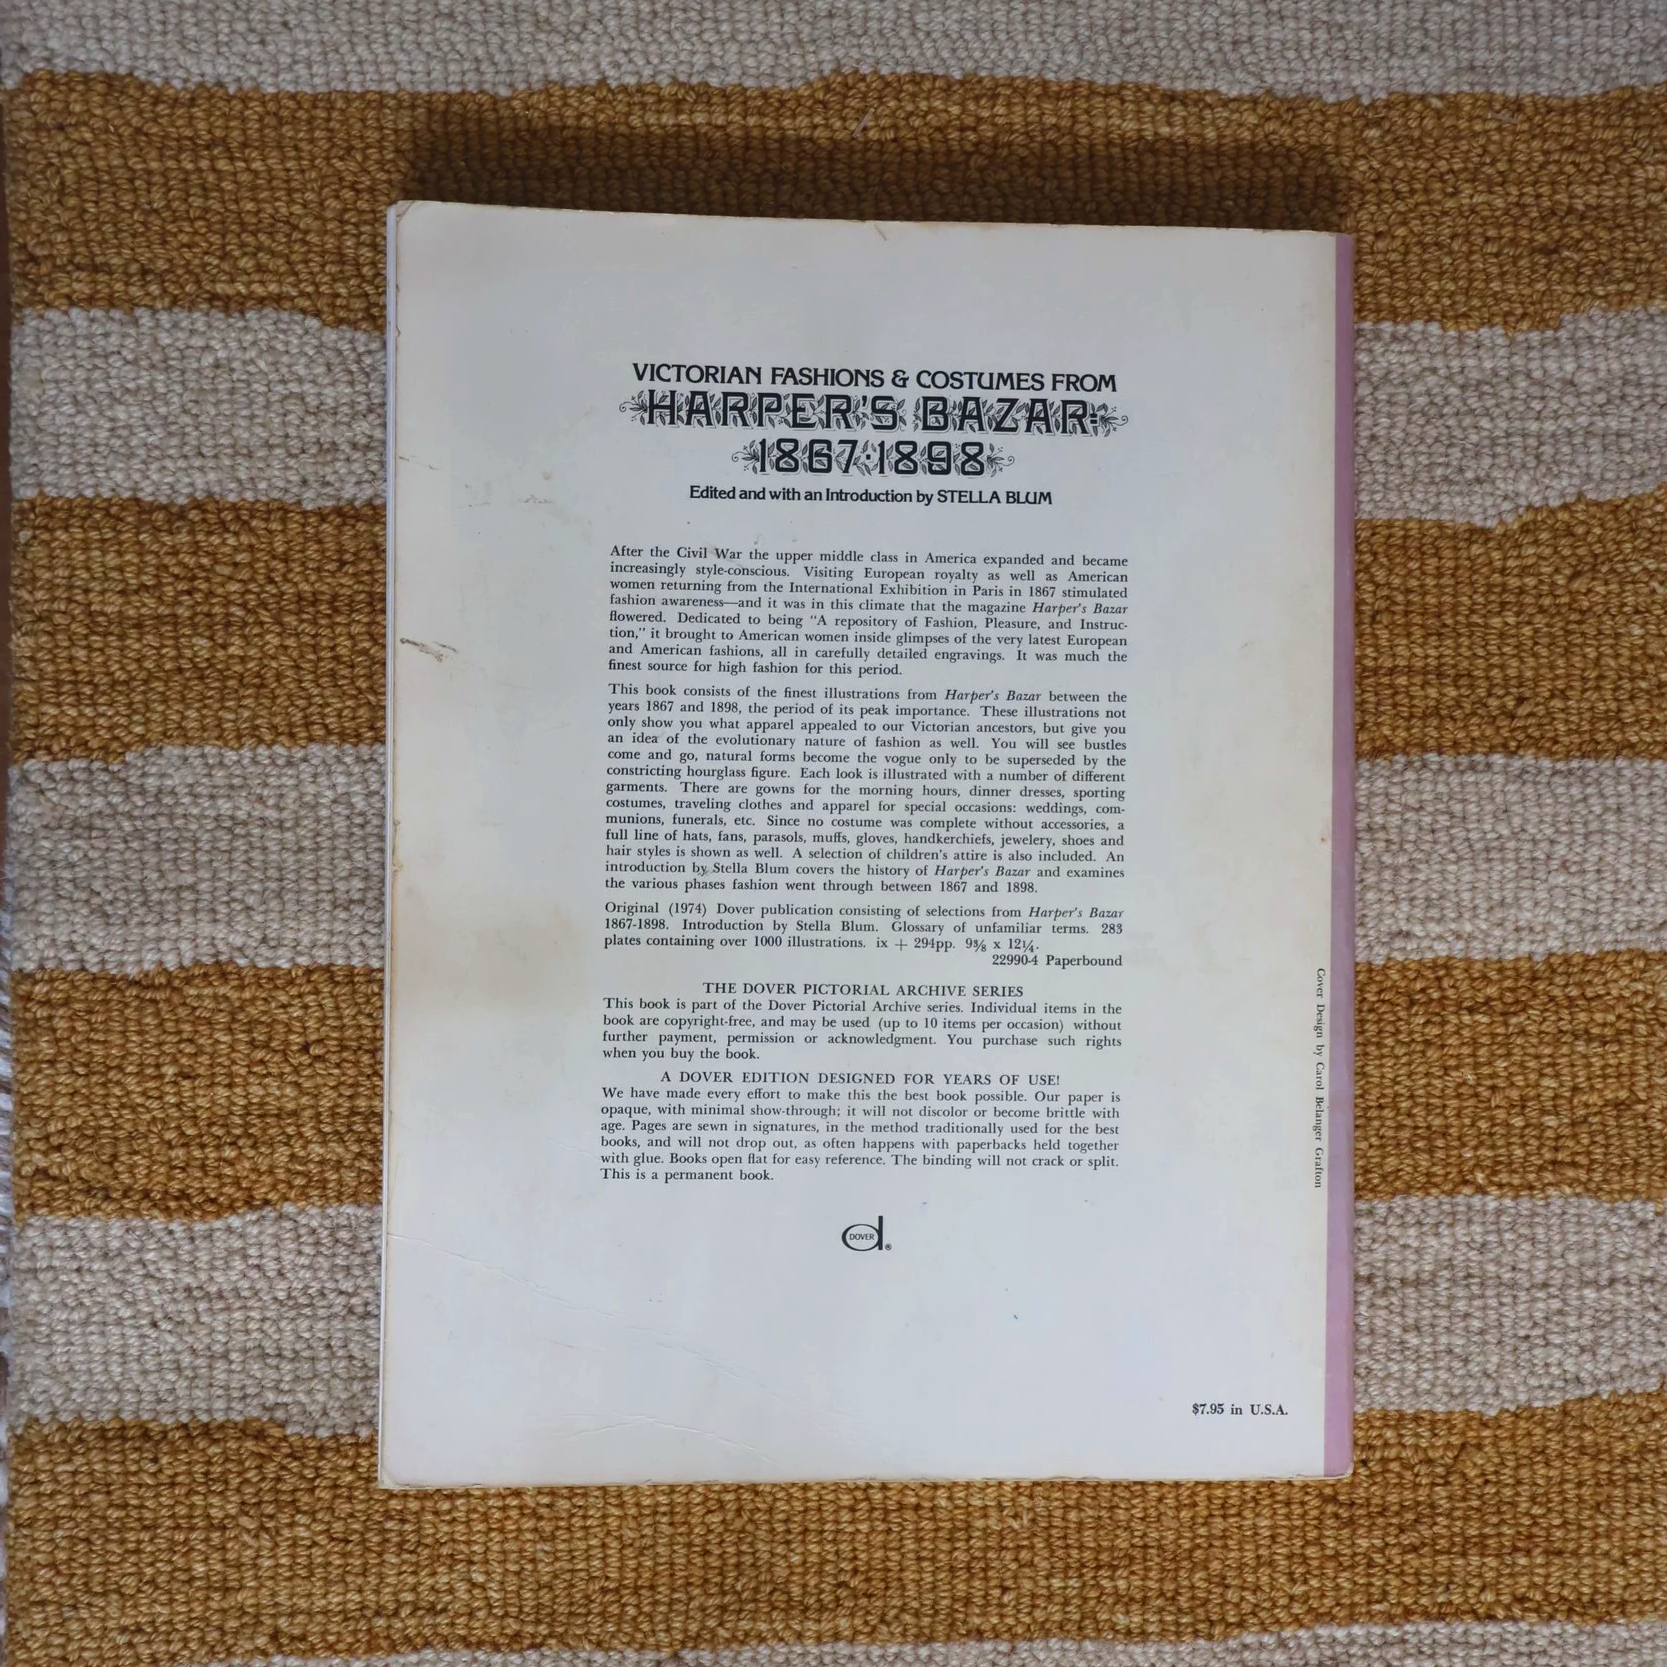 VICTORIAN FASHIONS & COSTUMES FROM
HARPER'S BAZAR:
1867·1898
Edited and with an Introduction by STELLA BLUM
After the Civil War the upper middle class in America expanded and became
increasingly style-conscious. Visiting European royalty as well as American
women returning from the International Exhibition in Paris in 1867 stimulated
fashion awareness—and it was in this climate that the magazine Harper's Bazar
flowered. Dedicated to being "A repository of Fashion, Pleasure, and Instruc-
tion," it brought to American women inside glimpses of the very latest European
and American fashions, all in carefully detailed engravings. It was much the
finest source for high fashion for this period.
This book consists of the finest illustrations from Harper's Bazar between the
years 1867 and 1898, the period of its peak importance. These illustrations not
only show you what apparel appealed to our Victorian ancestors, but give you
an idea of the evolutionary nature of fashion as well. You will see bustles
come and go, natural forms become the vogue only to be superseded by the
constricting hourglass figure. Each look is illustrated with a number of different
garments. There are gowns for the morning hours, dinner dresses, sporting
costumes, traveling clothes and apparel for special occasions: weddings, com-
munions, funerals, etc. Since no costume was complete without accessories, a
full line of hats, fans, parasols, muffs, gloves, handkerchiefs, jewelery, shoes and
hair styles is shown as well. A selection of children's attire is also included. An
introduction by Stella Blum covers the history of Harper's Bazar and examines
the various phases fashion went through between 1867 and 1898.
Original (1974) Dover publication consisting of selections from Harper's Bazar
1867-1898. Introduction by Stella Blum. Glossary of unfamiliar terms. 283
plates containing over 1000 illustrations. ix + 294pp. 9⅜ x 12¼.
22990-4 Paperbound
THE DOVER PICTORIAL ARCHIVE SERIES
This book is part of the Dover Pictorial Archive series. Individual items in the
book are copyright-free, and may be used (up to 10 items per occasion) without
further payment, permission or acknowledgment. You purchase such rights
when you buy the book.
A DOVER EDITION DESIGNED FOR YEARS OF USE!
We have made every effort to make this the best book possible. Our paper is
opaque, with minimal show-through; it will not discolor or become brittle with
age. Pages are sewn in signatures, in the method traditionally used for the best
books, and will not drop out, as often happens with paperbacks held together
with glue. Books open flat for easy reference. The binding will not crack or split.
This is a permanent book.
DOVER ®
Cover Design by Carol Belanger Grafton
$7.95 in U.S.A.